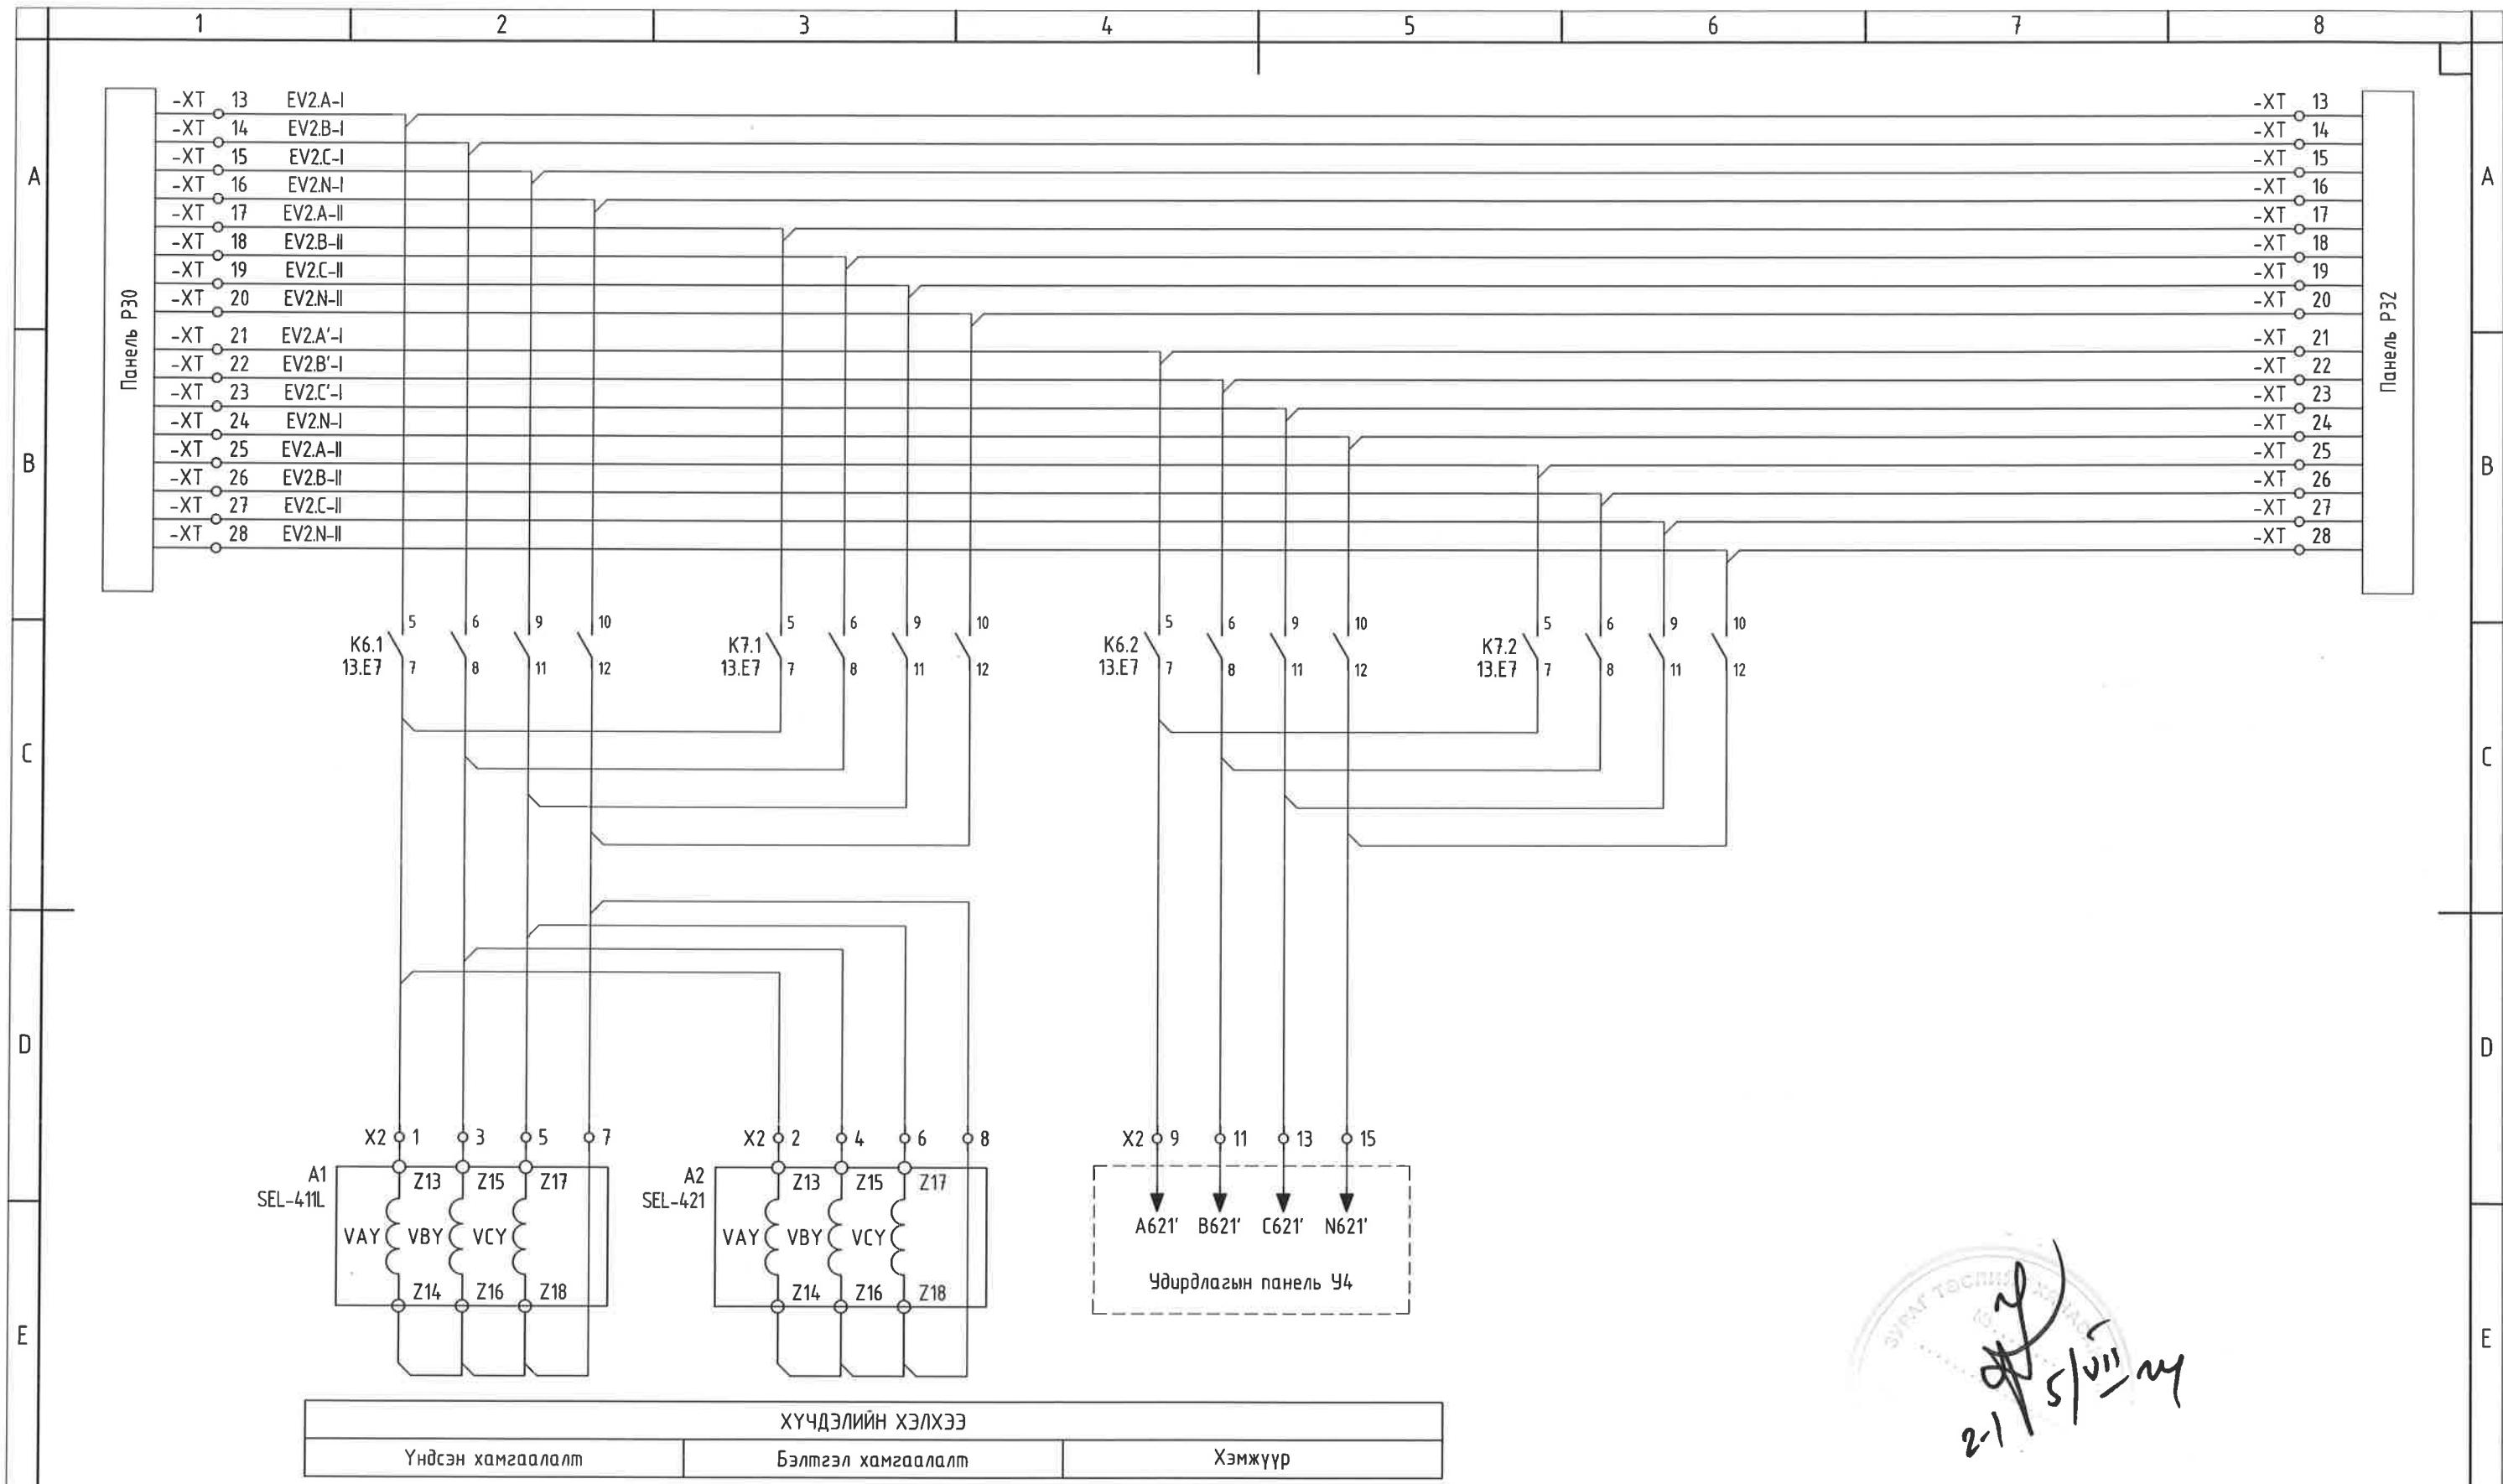 1 2 3 4 5 6 7 8
A A
B B
C C
D D
E E
Панель Р30
-XT 13 EV2.A-I
-XT 14 EV2.B-I
-XT 15 EV2.C-I
-XT 16 EV2.N-I
-XT 17 EV2.A-II
-XT 18 EV2.B-II
-XT 19 EV2.C-II
-XT 20 EV2.N-II
-XT 21 EV2.A'-I
-XT 22 EV2.B'-I
-XT 23 EV2.C'-I
-XT 24 EV2.N-I
-XT 25 EV2.A-II
-XT 26 EV2.B-II
-XT 27 EV2.C-II
-XT 28 EV2.N-II
-XT 13
-XT 14
-XT 15
-XT 16
-XT 17
-XT 18
-XT 19
-XT 20
-XT 21
-XT 22
-XT 23
-XT 24
-XT 25
-XT 26
-XT 27
-XT 28
Панель Р32
5 6 9 10 5 6 9 10 5 6 9 10 5 6 9 10
K6.1 K7.1 K6.2 K7.2
13.E7 7 8 11 12 13.E7 7 8 11 12 13.E7 7 8 11 12 13.E7 7 8 11 12
X2 1 3 5 7 X2 2 4 6 8 X2 9 11 13 15
A1 Z13 Z15 Z17 A2 Z13 Z15 Z17
SEL-411L SEL-421
VAY VBY VCY VAY VBY VCY
Z14 Z16 Z18 Z14 Z16 Z18
A621' B621' C621' N621'
Удирдлагын панель У4
ХҮЧДЭЛИЙН ХЭЛХЭЭ
Үндсэн хамгаалалт Бэлтгэл хамгаалалт Хэмжүүр
ЗУРАГ ТӨСЛИЙН
2-1
5/VII